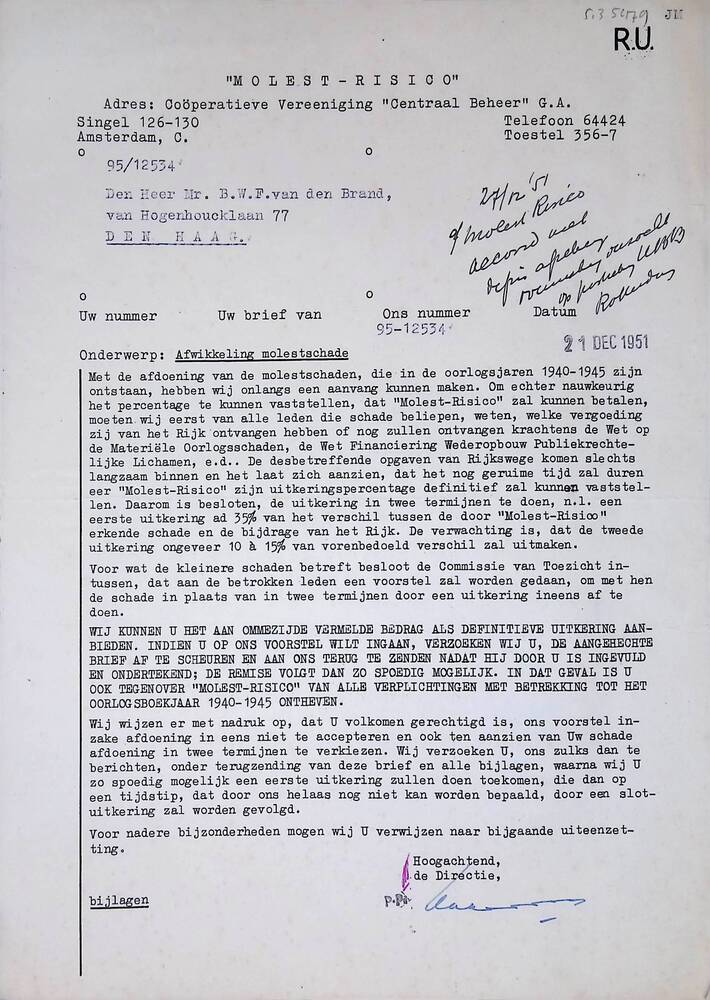 5.3 5479 JM
R.U.
"MOLEST-RISICO"
Adres: Coöperatieve Vereeniging "Centraal Beheer" G.A.
Singel 126-130 Telefoon 64424
Amsterdam, C. Toestel 356-7
95/12534
Den Heer Mr. B.W.F.van den Brand,
van Hogenhoucklaan 77
DEN HAAG.
27/12 '51
Molest Risico
accoord met
op
Rotterdam
Uw nummer Uw brief van Ons nummer Datum
95-12534
21 DEC 1951
Onderwerp: Afwikkeling molestschade
Met de afdoening van de molestschaden, die in de oorlogsjaren 1940-1945 zijn
ontstaan, hebben wij onlangs een aanvang kunnen maken. Om echter nauwkeurig
het percentage te kunnen vaststellen, dat "Molest-Risico" zal kunnen betalen,
moeten wij eerst van alle leden die schade beliepen, weten, welke vergoeding
zij van het Rijk ontvangen hebben of nog zullen ontvangen krachtens de Wet op
de Materiële Oorlogsschaden, de Wet Financiering Wederopbouw Publiekrechte-
lijke Lichamen, e.d.. De desbetreffende opgaven van Rijkswege komen slechts
langzaam binnen en het laat zich aanzien, dat het nog geruime tijd zal duren
eer "Molest-Risico" zijn uitkeringspercentage definitief zal kunnen vaststel-
len. Daarom is besloten, de uitkering in twee termijnen te doen, n.l. een
eerste uitkering ad 35% van het verschil tussen de door "Molest-Risico"
erkende schade en de bijdrage van het Rijk. De verwachting is, dat de tweede
uitkering ongeveer 10 à 15% van vorenbedoeld verschil zal uitmaken.
Voor wat de kleinere schaden betreft besloot de Commissie van Toezicht in-
tussen, dat aan de betrokken leden een voorstel zal worden gedaan, om met hen
de schade in plaats van in twee termijnen door een uitkering ineens af te
doen.
WIJ KUNNEN U HET AAN OMMEZIJDE VERMELDE BEDRAG ALS DEFINITIEVE UITKERING AAN-
BIEDEN. INDIEN U OP ONS VOORSTEL WILT INGAAN, VERZOEKEN WIJ U, DE AANGEHECHTE
BRIEF AF TE SCHEUREN EN AAN ONS TERUG TE ZENDEN NADAT HIJ DOOR U IS INGEVULD
EN ONDERTEKEND; DE REMISE VOLGT DAN ZO SPOEDIG MOGELIJK. IN DAT GEVAL IS U
OOK TEGENOVER "MOLEST-RISICO" VAN ALLE VERPLICHTINGEN MET BETREKKING TOT HET
OORLOGSBOEKJAAR 1940-1945 ONTHEVEN.
Wij wijzen er met nadruk op, dat U volkomen gerechtigd is, ons voorstel in-
zake afdoening in eens niet te accepteren en ook ten aanzien van Uw schade
afdoening in twee termijnen te verkiezen. Wij verzoeken U, ons zulks dan te
berichten, onder terugzending van deze brief en alle bijlagen, waarna wij U
zo spoedig mogelijk een eerste uitkering zullen doen toekomen, die dan op
een tijdstip, dat door ons helaas nog niet kan worden bepaald, door een slot-
uitkering zal worden gevolgd.
Voor nadere bijzonderheden mogen wij U verwijzen naar bijgaande uiteenzet-
ting.
Hoogachtend,
de Directie,
bijlagen